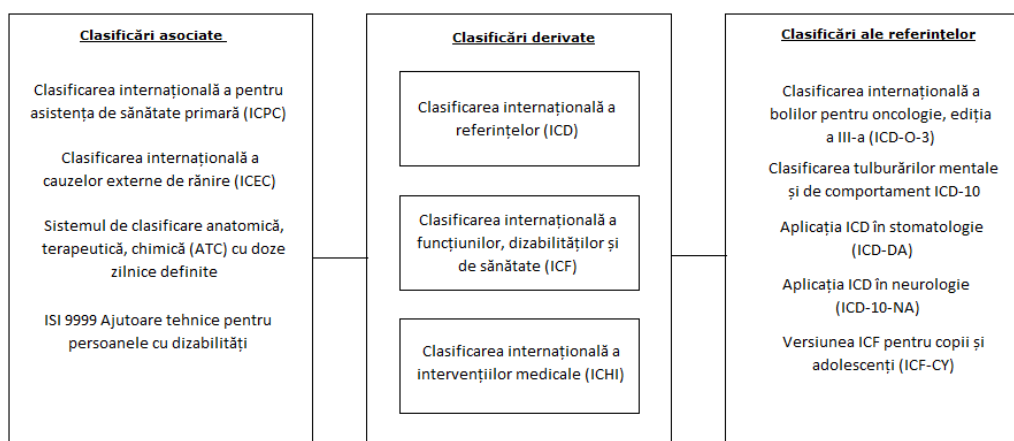 Clasificări asociate
Clasificarea internațională a pentru
asistența de sănătate primară (ICPC)
Clasificarea internațională a
cauzelor externe de rănire (ICEC)
Sistemul de clasificare anatomică,
terapeutică, chimică (ATC) cu doze
zilnice definite
ISI 9999 Ajutoare tehnice pentru
persoanele cu dizabilități
Clasificări derivate
Clasificarea internațională a
referințelor (ICD)
Clasificarea internațională a
funcțiunilor, dizabilităților și
de sănătate (ICF)
Clasificarea internațională a
intervențiilor medicale (ICHI)
Clasificări ale referințelor
Clasificarea internațională a
bolilor pentru oncologie, ediția
a III-a (ICD-O-3)
Clasificarea tulburărilor mentale
și de comportament ICD-10
Aplicația ICD în stomatologie
(ICD-DA)
Aplicația ICD în neurologie
(ICD-10-NA)
Versiunea ICF pentru copii și
adolescenți (ICF-CY)